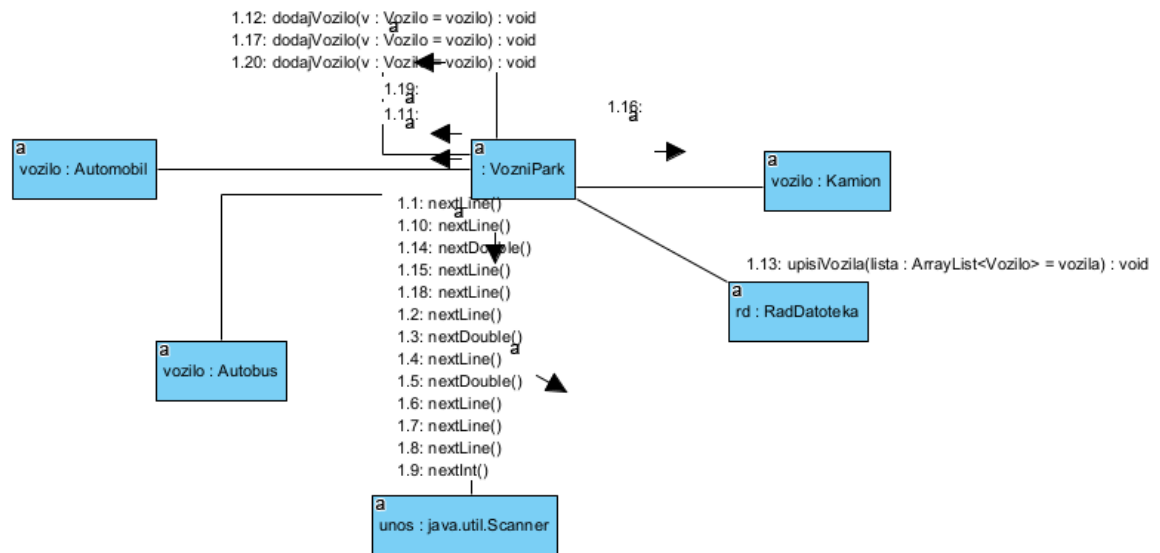 1.12: dodajVozilo(v : Vozilo = vozilo) : void
a
1.17: dodajVozilo(v : Vozilo = vozilo) : void
1.20: dodajVozilo(v : Vozilo = vozilo) : void
1.19:
a
1.11:
a
1.16:
a
a
vozilo : Automobil
a
: VozniPark
a
vozilo : Kamion
1.1: nextLine()
a
1.10: nextLine()
1.14: nextDouble()
1.15: nextLine()
1.18: nextLine()
1.2: nextLine()
1.3: nextDouble()
a
1.4: nextLine()
1.5: nextDouble()
1.6: nextLine()
1.7: nextLine()
1.8: nextLine()
1.9: nextInt()
1.13: upisiVozila(lista : ArrayList<Vozilo> = vozila) : void
a
rd : RadDatoteka
a
vozilo : Autobus
a
unos : java.util.Scanner